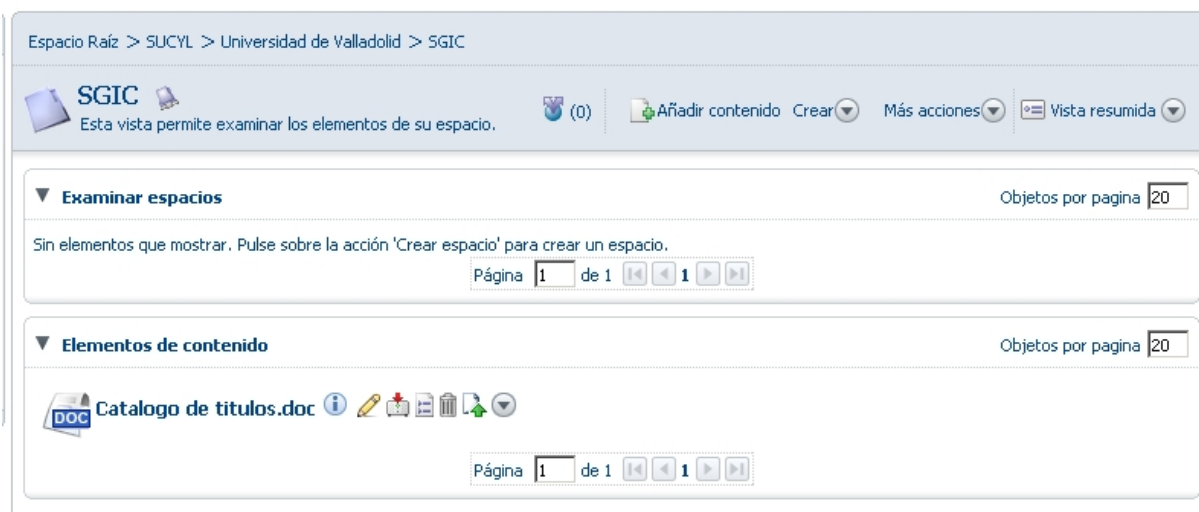 Espacio Raíz > SUCYL > Universidad de Valladolid > SGIC
SGIC
Esta vista permite examinar los elementos de su espacio.
(0)
Añadir contenido Crear Más acciones Vista resumida
Examinar espacios Objetos por pagina 20
Sin elementos que mostrar. Pulse sobre la acción 'Crear espacio' para crear un espacio.
Página 1 de 1 1
Elementos de contenido Objetos por pagina 20
DOC Catalogo de titulos.doc
Página 1 de 1 1